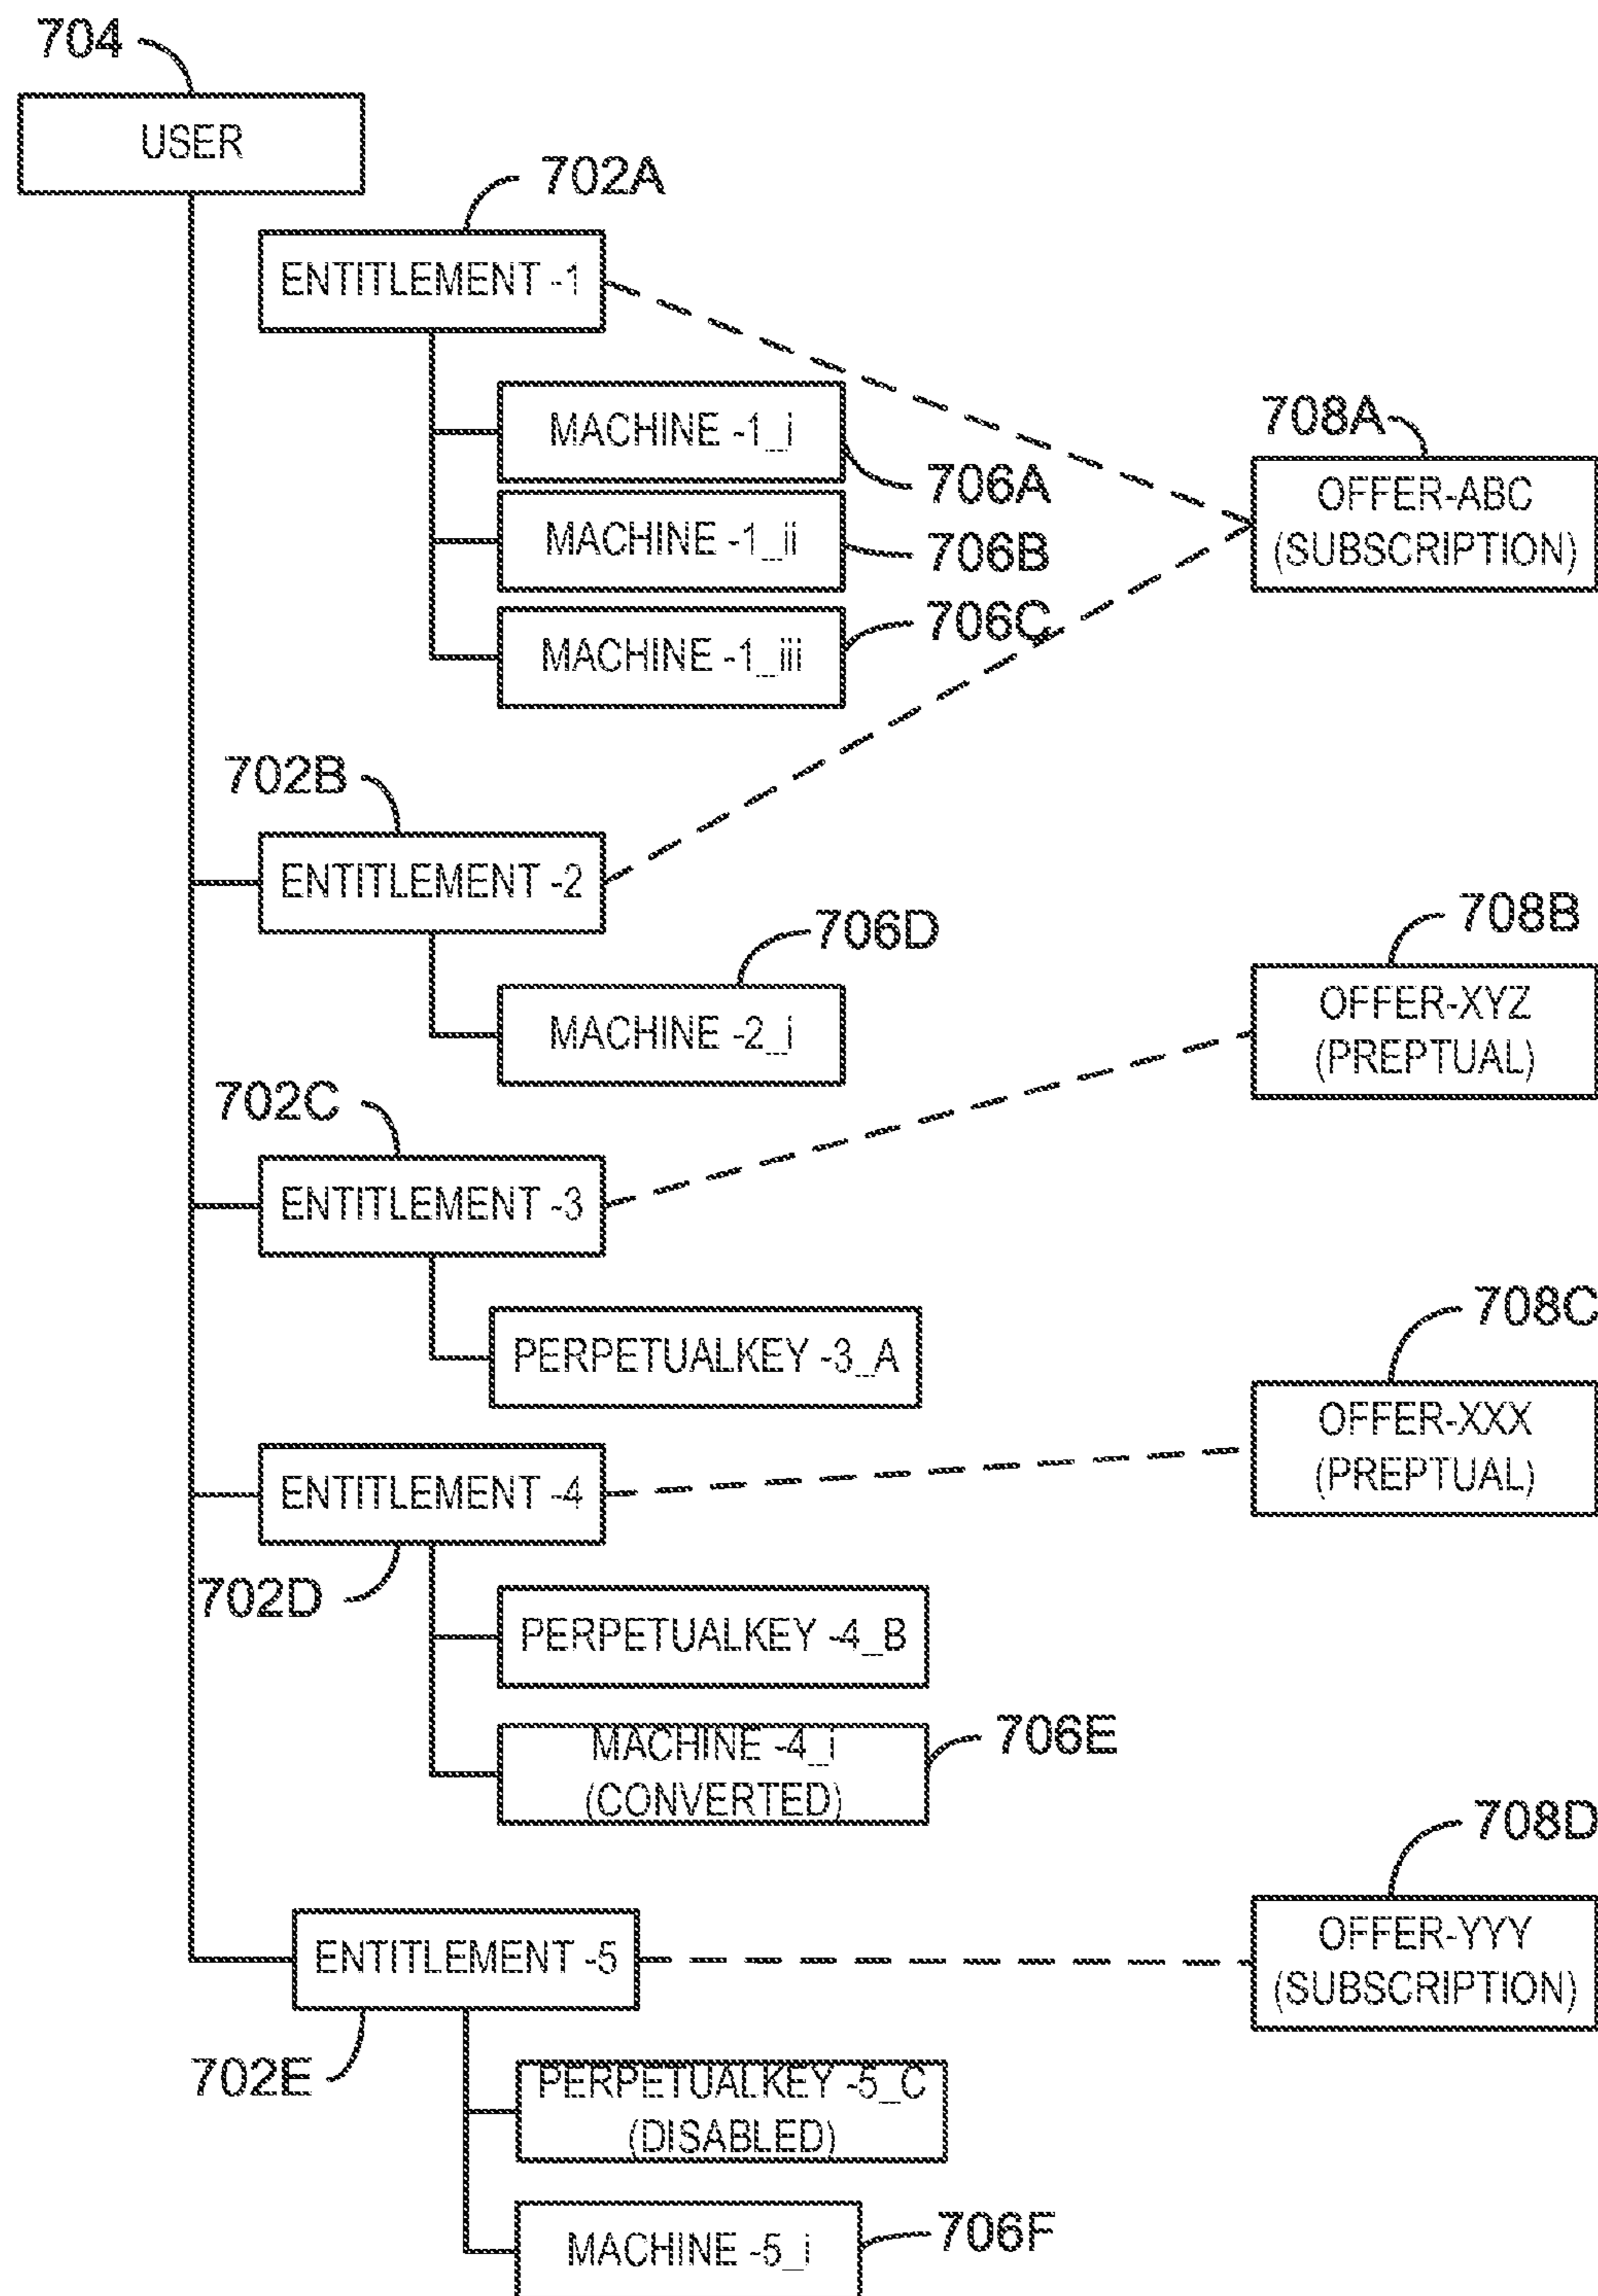 704
USER
702A
ENTITLEMENT -1
MACHINE -1_i
706A
MACHINE -1_ii
706B
MACHINE -1_iii
706C
708A
OFFER-ABC
(SUBSCRIPTION)
702B
ENTITLEMENT -2
706D
MACHINE -2_i
708B
OFFER-XYZ
(PREPTUAL)
702C
ENTITLEMENT -3
PERPETUALKEY -3_A
708C
OFFER-XXX
(PREPTUAL)
ENTITLEMENT -4
702D
PERPETUALKEY -4_B
MACHINE -4_i
(CONVERTED)
706E
708D
OFFER-YYY
(SUBSCRIPTION)
ENTITLEMENT -5
702E
PERPETUALKEY -5_C
(DISABLED)
MACHINE -5_i
706F